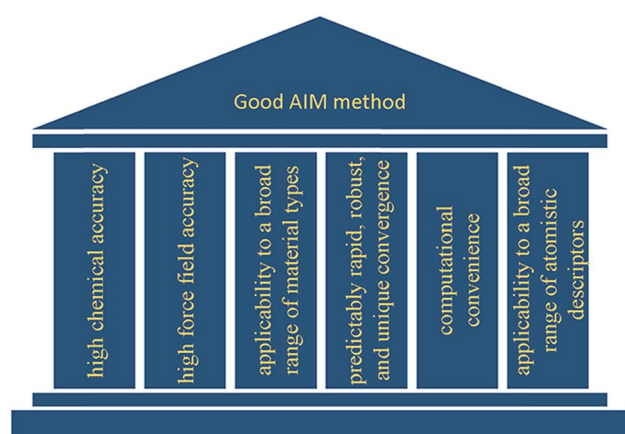 Good AIM method
high chemical accuracy
high force field accuracy
applicability to a broad
range of material types
predictably rapid, robust,
and unique convergence
computational
convenience
applicability to a broad
range of atomistic
descriptors